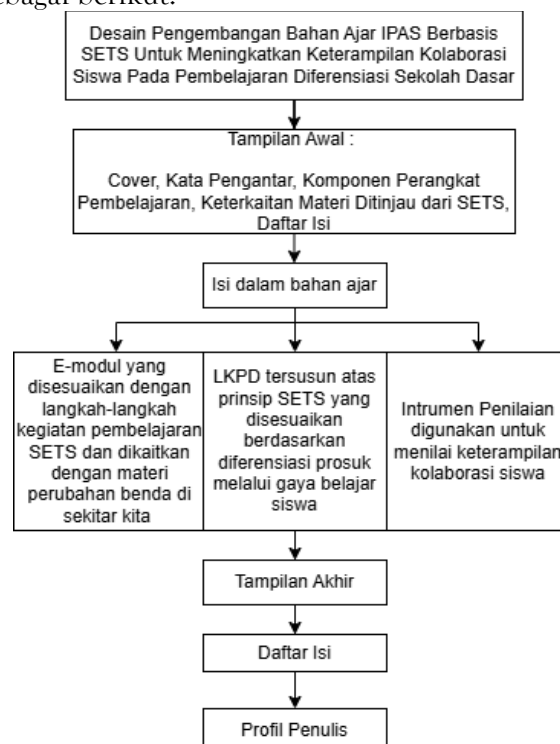 sebagai berikut.
Desain Pengembangan Bahan Ajar IPAS Berbasis
SETS Untuk Meningkatkan Keterampilan Kolaborasi
Siswa Pada Pembelajaran Diferensiasi Sekolah Dasar
Tampilan Awal :
Cover, Kata Pengantar, Komponen Perangkat
Pembelajaran, Keterkaitan Materi Ditinjau dari SETS,
Daftar Isi
Isi dalam bahan ajar
E-modul yang
disesuaikan dengan
langkah-langkah
kegiatan pembelajaran
SETS dan dikaitkan
dengan materi
perubahan benda di
sekitar kita
LKPD tersusun atas
prinsip SETS yang
disesuaikan
berdasarkan
diferensiasi prosuk
melalui gaya belajar
siswa
Intrumen Penilaian
digunakan untuk
menilai keterampilan
kolaborasi siswa
Tampilan Akhir
Daftar Isi
Profil Penulis